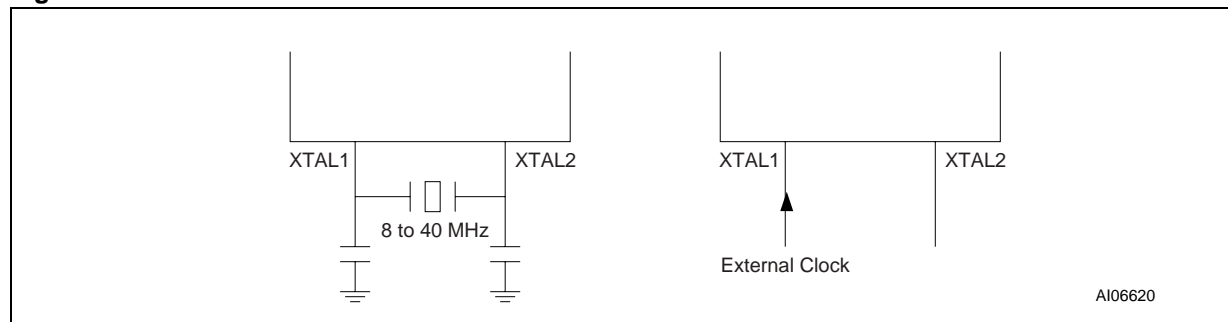 XTAL1
XTAL2
8 to 40 MHz
XTAL1
XTAL2
External Clock
AI06620